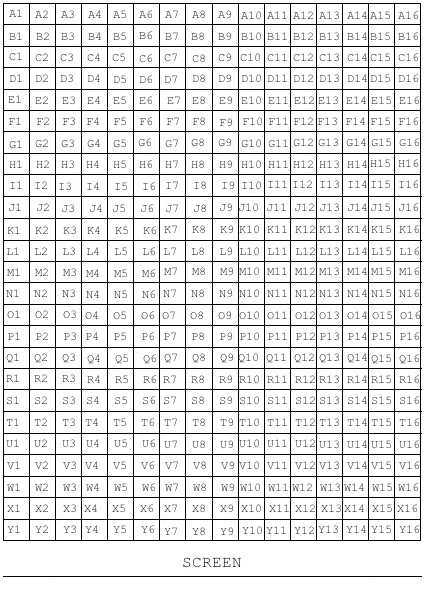 A1 A2 A3 A4 A5 A6 A7 A8 A9 A10 A11 A12 A13 A14 A15 A16
B1 B2 B3 B4 B5 B6 B7 B8 B9 B10 B11 B12 B13 B14 B15 B16
C1 C2 C3 C4 C5 C6 C7 C8 C9 C10 C11 C12 C13 C14 C15 C16
D1 D2 D3 D4 D5 D6 D7 D8 D9 D10 D11 D12 D13 D14 D15 D16
E1 E2 E3 E4 E5 E6 E7 E8 E9 E10 E11 E12 E13 E14 E15 E16
F1 F2 F3 F4 F5 F6 F7 F8 F9 F10 F11 F12 F13 F14 F15 F16
G1 G2 G3 G4 G5 G6 G7 G8 G9 G10 G11 G12 G13 G14 G15 G16
H1 H2 H3 H4 H5 H6 H7 H8 H9 H10 H11 H12 H13 H14 H15 H16
I1 I2 I3 I4 I5 I6 I7 I8 I9 I10 I11 I12 I13 I14 I15 I16
J1 J2 J3 J4 J5 J6 J7 J8 J9 J10 J11 J12 J13 J14 J15 J16
K1 K2 K3 K4 K5 K6 K7 K8 K9 K10 K11 K12 K13 K14 K15 K16
L1 L2 L3 L4 L5 L6 L7 L8 L9 L10 L11 L12 L13 L14 L15 L16
M1 M2 M3 M4 M5 M6 M7 M8 M9 M10 M11 M12 M13 M14 M15 M16
N1 N2 N3 N4 N5 N6 N7 N8 N9 N10 N11 N12 N13 N14 N15 N16
O1 O2 O3 O4 O5 O6 O7 O8 O9 O10 O11 O12 O13 O14 O15 O16
P1 P2 P3 P4 P5 P6 P7 P8 P9 P10 P11 P12 P13 P14 P15 P16
Q1 Q2 Q3 Q4 Q5 Q6 Q7 Q8 Q9 Q10 Q11 Q12 Q13 Q14 Q15 Q16
R1 R2 R3 R4 R5 R6 R7 R8 R9 R10 R11 R12 R13 R14 R15 R16
S1 S2 S3 S4 S5 S6 S7 S8 S9 S10 S11 S12 S13 S14 S15 S16
T1 T2 T3 T4 T5 T6 T7 T8 T9 T10 T11 T12 T13 T14 T15 T16
U1 U2 U3 U4 U5 U6 U7 U8 U9 U10 U11 U12 U13 U14 U15 U16
V1 V2 V3 V4 V5 V6 V7 V8 V9 V10 V11 V12 V13 V14 V15 V16
W1 W2 W3 W4 W5 W6 W7 W8 W9 W10 W11 W12 W13 W14 W15 W16
X1 X2 X3 X4 X5 X6 X7 X8 X9 X10 X11 X12 X13 X14 X15 X16
Y1 Y2 Y3 Y4 Y5 Y6 Y7 Y8 Y9 Y10 Y11 Y12 Y13 Y14 Y15 Y16
SCREEN